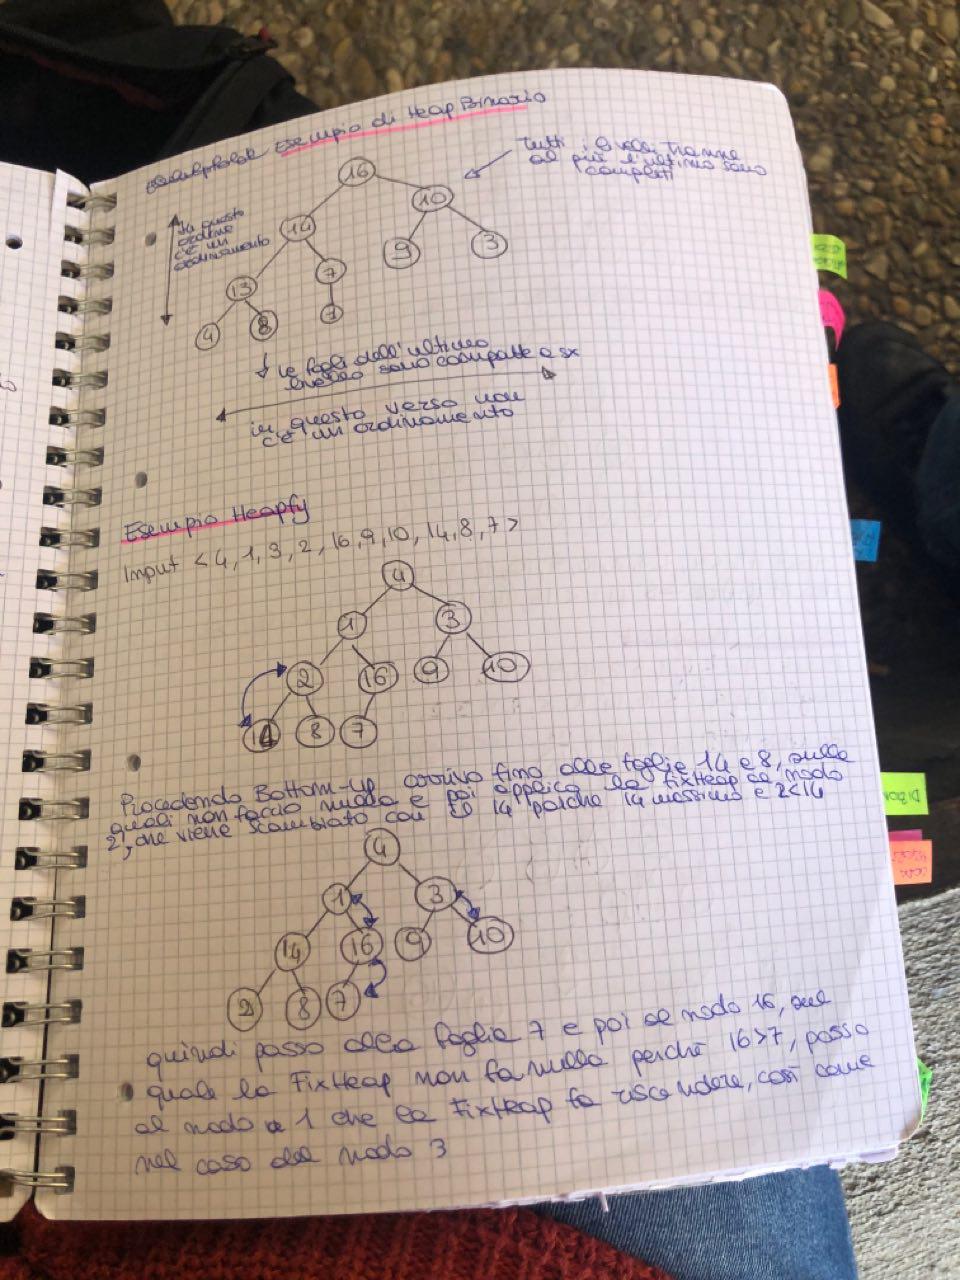 Esempio di Heap Binario
Tutti i livelli tranne
al più l'ultimo sono
completi
In questo
ordine
c'è un
ordinamento
16
14 10
13 7 9 3
4 8 1
le foglie dell'ultimo
livello sono compatte a sx
in questo verso non
c'è un ordinamento
Esempio Heapfy
Input <4, 1, 3, 2, 16, 9, 10, 14, 8, 7>
4
1 3
2 16 9 10
14 8 7
Procedendo Bottom-Up arrivo fino alle foglie 14 e 8, sulle
quali non faccio nulla e poi applico la FixHeap al nodo
2, che viene scambiato con 14 poiché 14 massimo e 2<14
4
1 3
14 16 9 10
2 8 7
quindi passo alla foglia 7 e poi al nodo 16, sul
quale la FixHeap non fa nulla perché 16>7, passo
al nodo 1 che la FixHeap fa riscendere, così come
nel caso del nodo 3